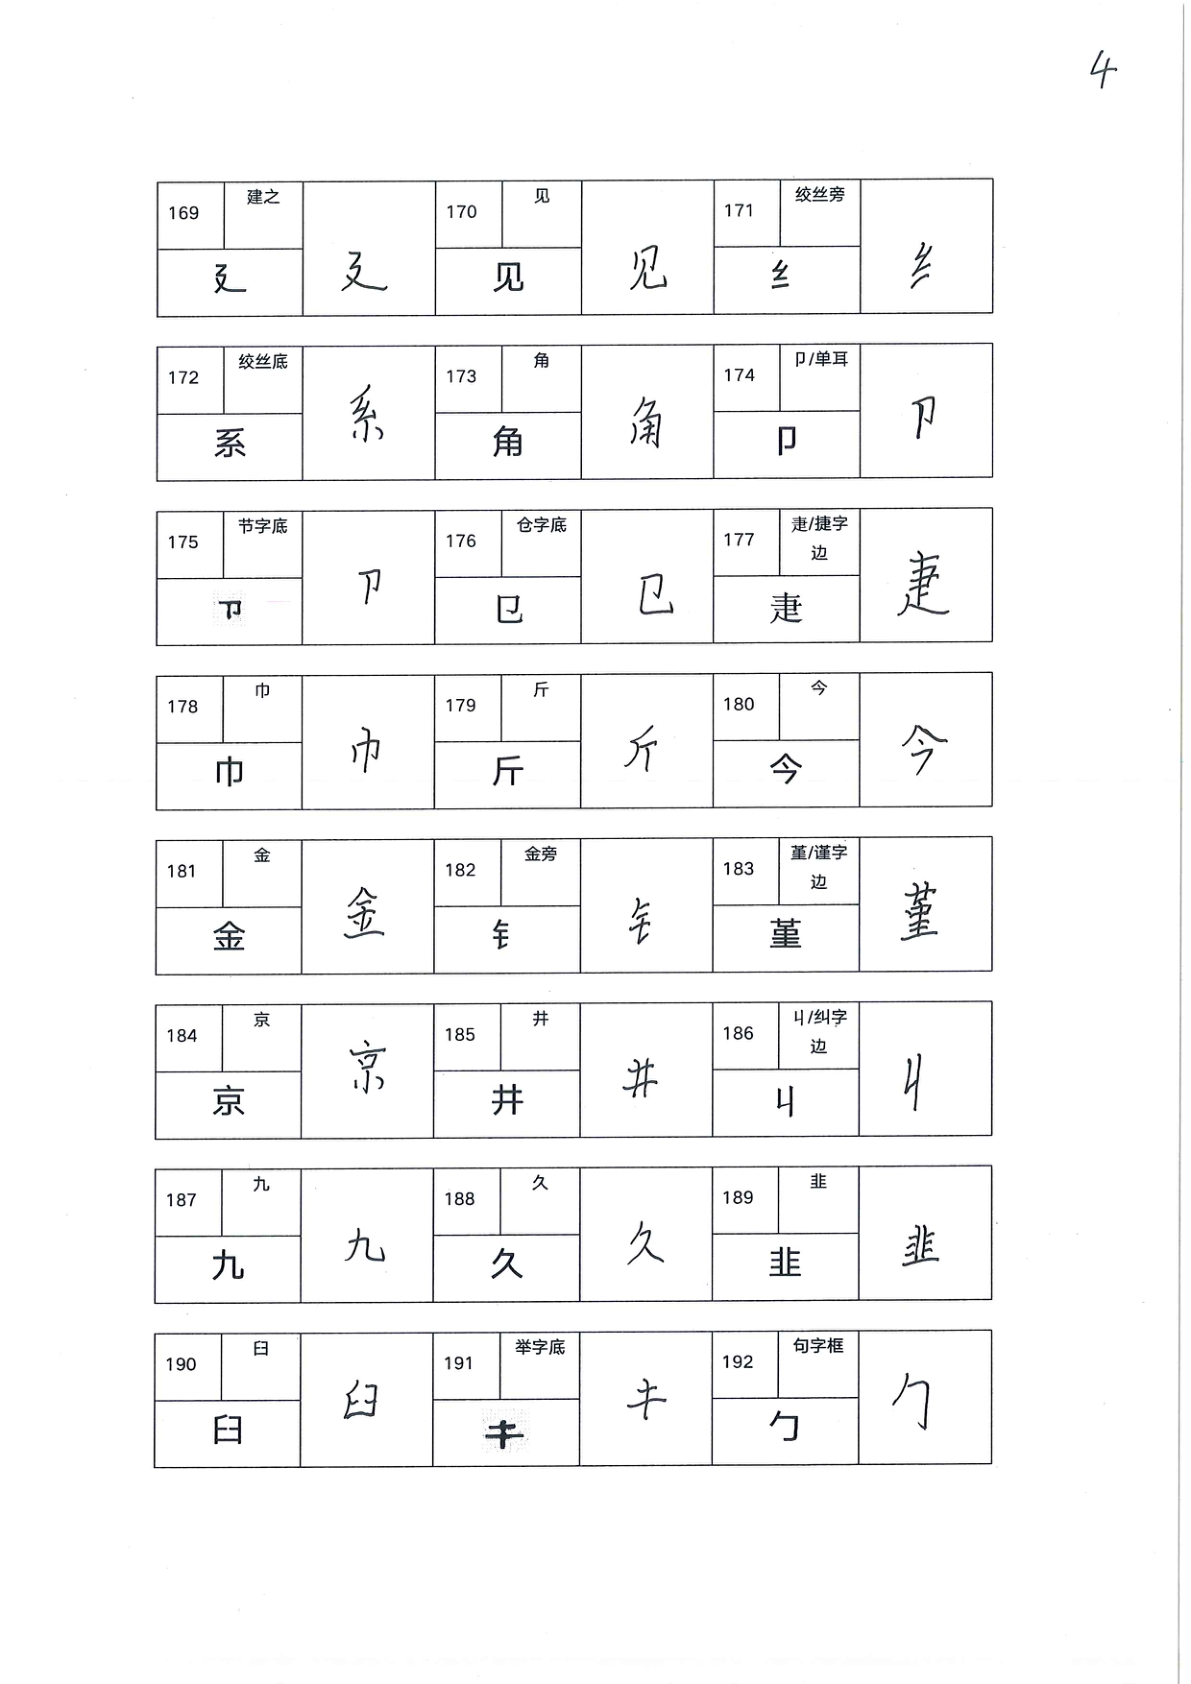 4
169 建之 廴 廴 170 见 见 见 171 绞丝旁 纟 纟
172 绞丝底 系 系 173 角 角 角 174 卩/单耳 卩 卩
175 节字底 176 仓字底 㔾 㔾 177 疌/捷字边 疌 疌
178 巾 巾 巾 179 斤 斤 斤 180 今 今 今
181 金 金 金 182 金旁 钅 钅 183 堇/谨字边 堇 堇
184 京 京 京 185 井 井 井 186 丩/纠字边 丩 丩
187 九 九 九 188 久 久 久 189 韭 韭 韭
190 臼 臼 臼 191 举字底 192 句字框 勹 勹